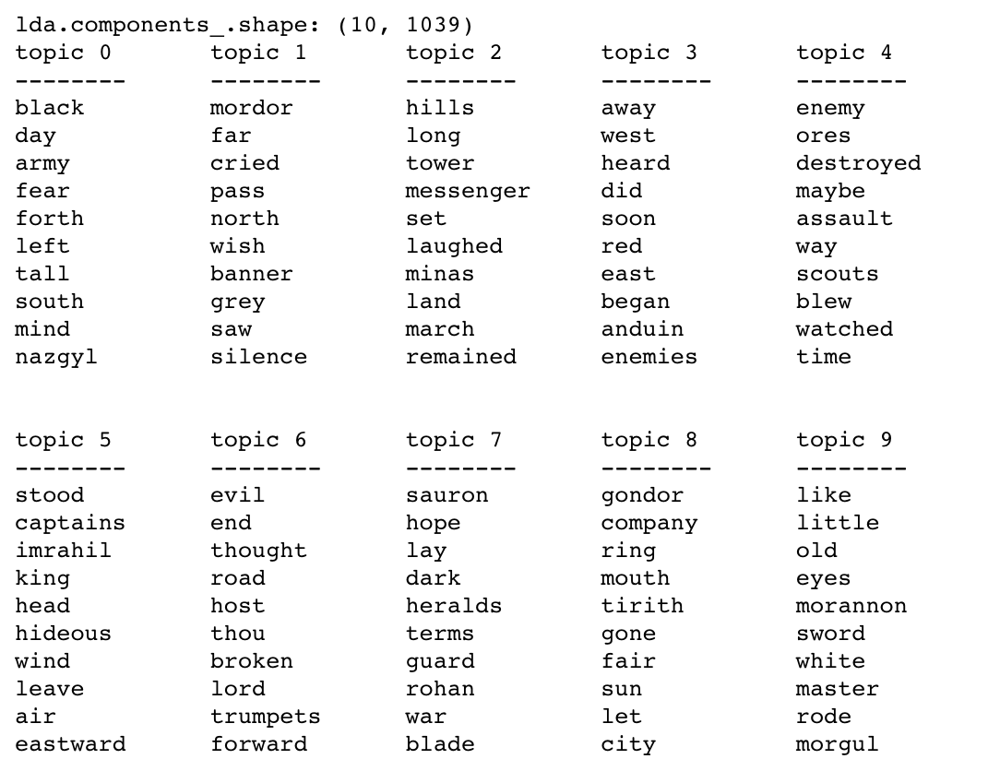 lda.components_.shape: (10, 1039)
topic 0 topic 1 topic 2 topic 3 topic 4
-------- -------- -------- -------- --------
black mordor hills away enemy
day far long west ores
army cried tower heard destroyed
fear pass messenger did maybe
forth north set soon assault
left wish laughed red way
tall banner minas east scouts
south grey land began blew
mind saw march anduin watched
nazgyl silence remained enemies time
topic 5 topic 6 topic 7 topic 8 topic 9
-------- -------- -------- -------- --------
stood evil sauron gondor like
captains end hope company little
imrahil thought lay ring old
king road dark mouth eyes
head host heralds tirith morannon
hideous thou terms gone sword
wind broken guard fair white
leave lord rohan sun master
air trumpets war let rode
eastward forward blade city morgul